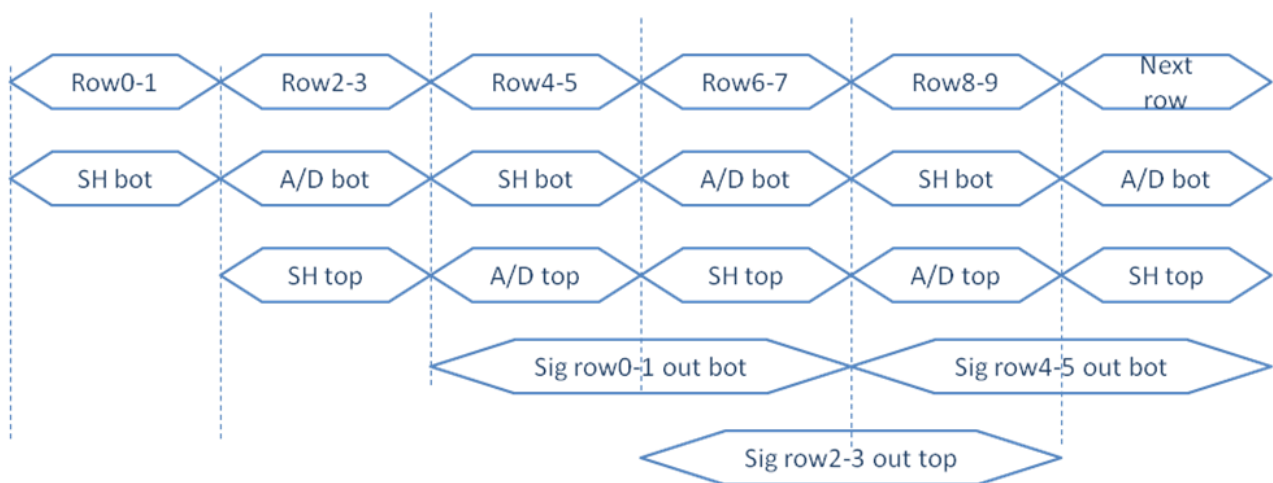 Row0-1 Row2-3 Row4-5 Row6-7 Row8-9 Next
row
SH bot A/D bot SH bot A/D bot SH bot A/D bot
SH top A/D top SH top A/D top SH top
Sig row0-1 out bot Sig row4-5 out bot
Sig row2-3 out top